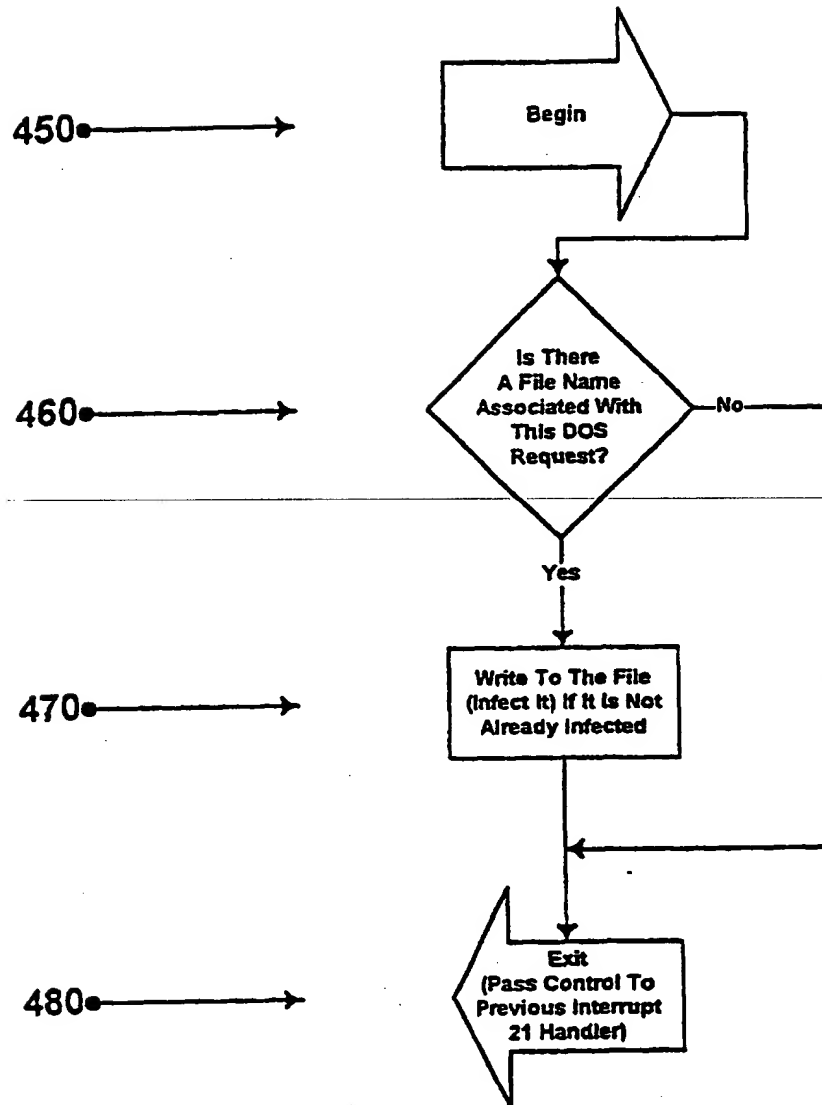 450
Begin
460
Is There
A File Name
Associated With
This DOS
Request?
No
Yes
470
Write To The File
(Infect It) If It Is Not
Already Infected
480
Exit
(Pass Control To
Previous Interrupt
21 Handler)